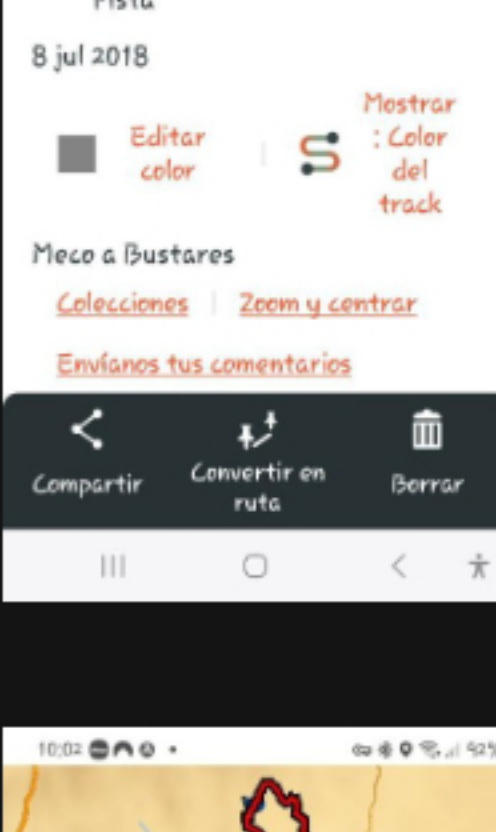 Pista
8 jul 2018
Editar
color
Mostrar
: Color
del
track
Meco a Bustares
Colecciones
Zoom y centrar
Envíanos tus comentarios
Compartir
Convertir en
ruta
Borrar
10:02
92%